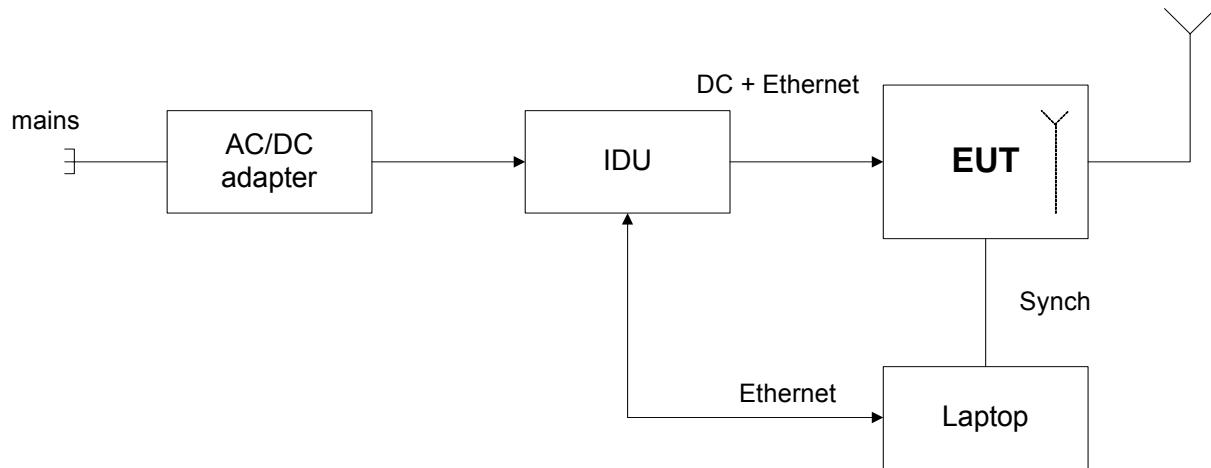 DC + Ethernet
mains
AC/DC
adapter
IDU
EUT
Synch
Ethernet
Laptop